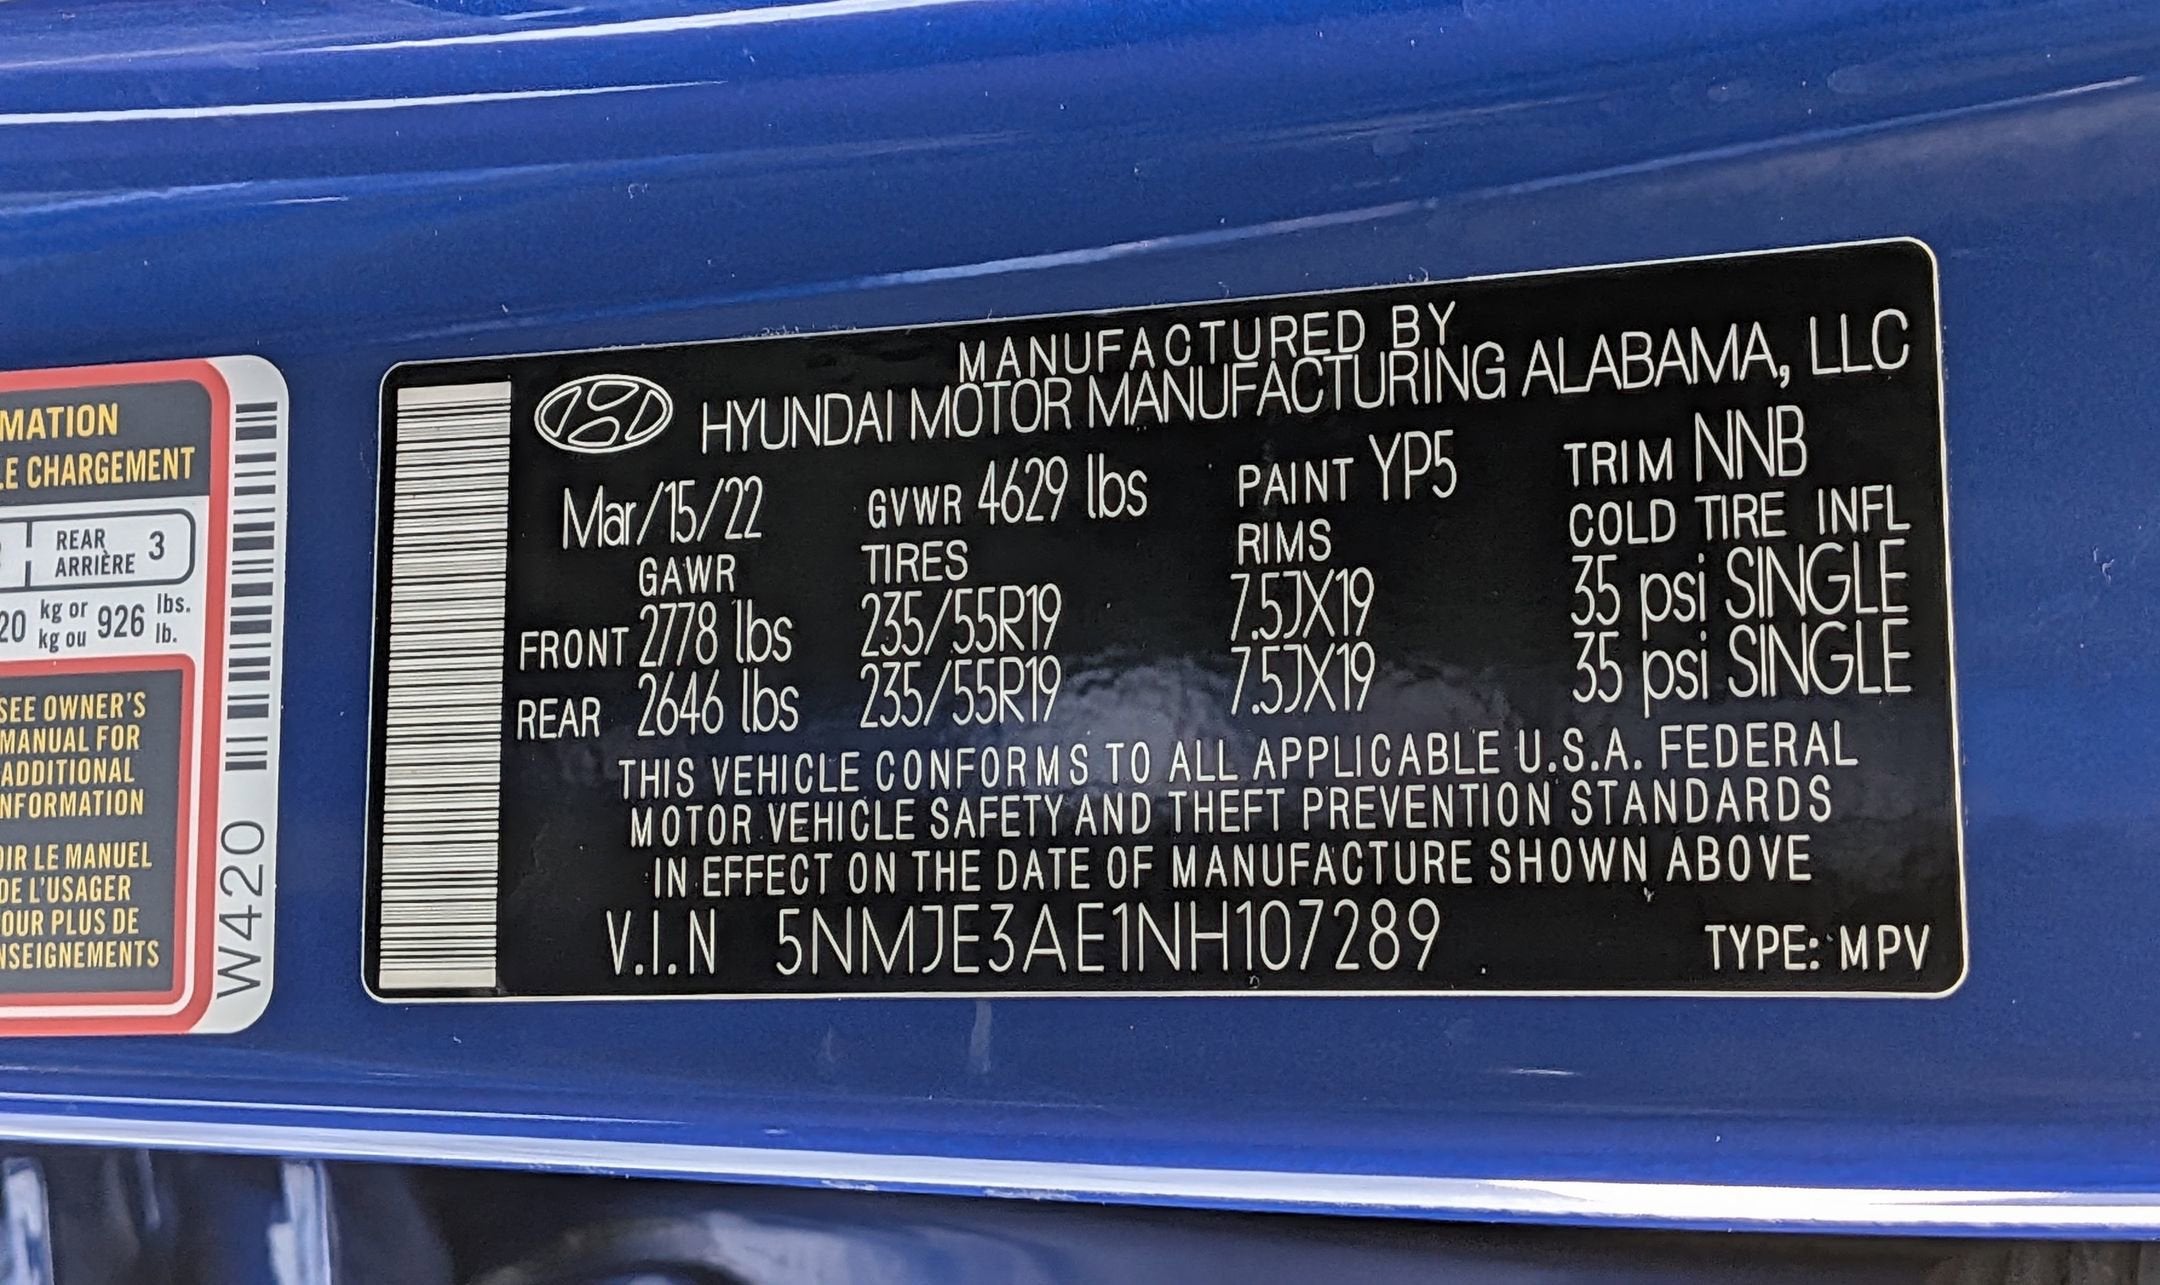 MATION
LE CHARGEMENT
REAR
ARRIÈRE 3
20 kg or 926 lbs.
kg ou lb.
SEE OWNER'S
MANUAL FOR
ADDITIONAL
NFORMATION
OIR LE MANUEL
DE L'USAGER
OUR PLUS DE
NSEIGNEMENTS
W420
MANUFACTURED BY
HYUNDAI MOTOR MANUFACTURING ALABAMA, LLC
Mar/15/22 GVWR 4629 lbs PAINT YP5 TRIM NNB
GAWR TIRES RIMS COLD TIRE INFL
FRONT 2778 lbs 235/55R19 7.5JX19 35 psi SINGLE
REAR 2646 lbs 235/55R19 7.5JX19 35 psi SINGLE
THIS VEHICLE CONFORMS TO ALL APPLICABLE U.S.A. FEDERAL
MOTOR VEHICLE SAFETY AND THEFT PREVENTION STANDARDS
IN EFFECT ON THE DATE OF MANUFACTURE SHOWN ABOVE
V.I.N 5NMJE3AE1NH107289 TYPE: MPV